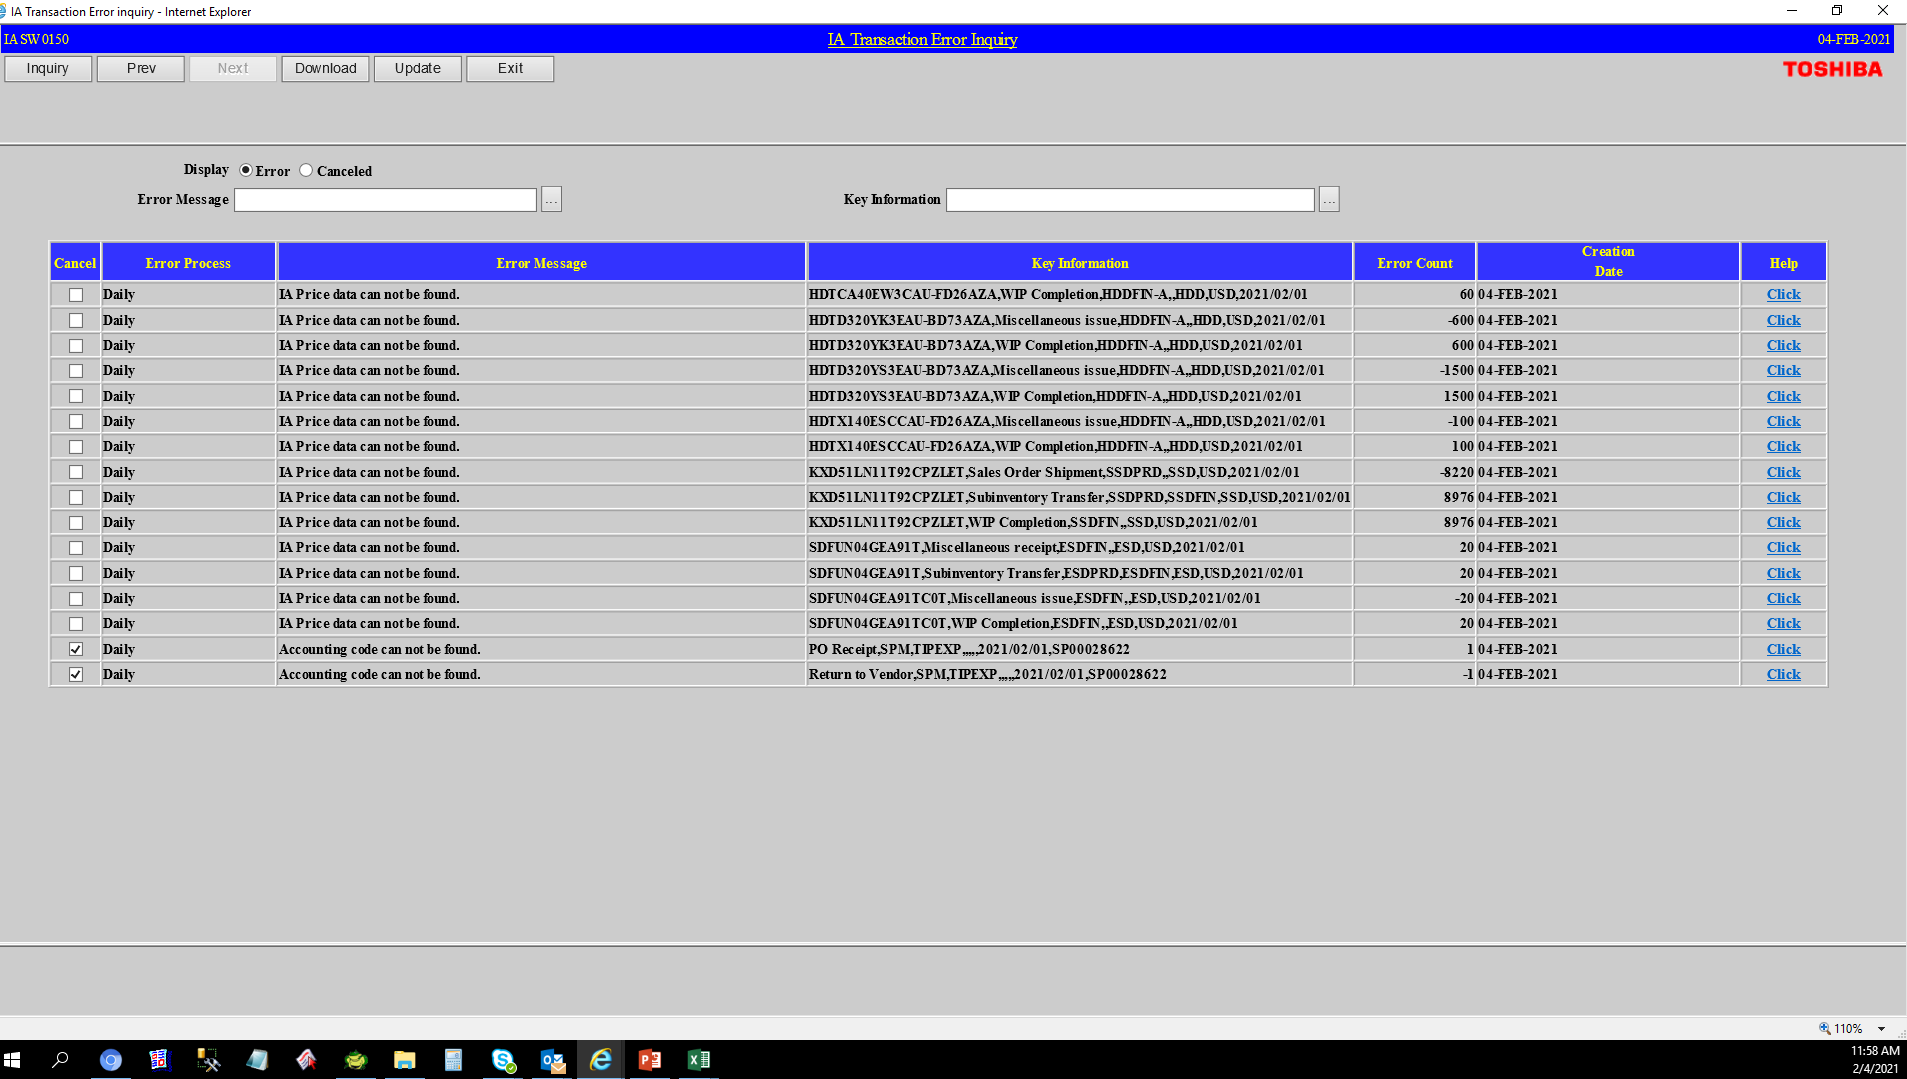 IA Transaction Error inquiry - Internet Explorer
IASW0150 IA Transaction Error Inquiry 04-FEB-2021
Inquiry Prev Next Download Update Exit TOSHIBA
Display Error Canceled
Error Message ... Key Information ...
Cancel Error Process Error Message Key Information Error Count Creation Date Help
Daily IA Price data can not be found. HDTCA40EW3CAU-FD26AZA,WIP Completion,HDDFIN-A,,HDD,USD,2021/02/01 60 04-FEB-2021 Click
Daily IA Price data can not be found. HDTD320YK3EAU-BD73AZA,Miscellaneous issue,HDDFIN-A,,HDD,USD,2021/02/01 -600 04-FEB-2021 Click
Daily IA Price data can not be found. HDTD320YK3EAU-BD73AZA,WIP Completion,HDDFIN-A,,HDD,USD,2021/02/01 600 04-FEB-2021 Click
Daily IA Price data can not be found. HDTD320YS3EAU-BD73AZA,Miscellaneous issue,HDDFIN-A,,HDD,USD,2021/02/01 -1500 04-FEB-2021 Click
Daily IA Price data can not be found. HDTD320YS3EAU-BD73AZA,WIP Completion,HDDFIN-A,,HDD,USD,2021/02/01 1500 04-FEB-2021 Click
Daily IA Price data can not be found. HDTX140ESCCAU-FD26AZA,Miscellaneous issue,HDDFIN-A,,HDD,USD,2021/02/01 -100 04-FEB-2021 Click
Daily IA Price data can not be found. HDTX140ESCCAU-FD26AZA,WIP Completion,HDDFIN-A,,HDD,USD,2021/02/01 100 04-FEB-2021 Click
Daily IA Price data can not be found. KXD51LN11T92CPZLET,Sales Order Shipment,SSDPRD,,SSD,USD,2021/02/01 -8220 04-FEB-2021 Click
Daily IA Price data can not be found. KXD51LN11T92CPZLET,Subinventory Transfer,SSDPRD,SSDFIN,SSD,USD,2021/02/01 8976 04-FEB-2021 Click
Daily IA Price data can not be found. KXD51LN11T92CPZLET,WIP Completion,SSDFIN,,SSD,USD,2021/02/01 8976 04-FEB-2021 Click
Daily IA Price data can not be found. SDFUN04GEA91T,Miscellaneous receipt,ESDFIN,,ESD,USD,2021/02/01 20 04-FEB-2021 Click
Daily IA Price data can not be found. SDFUN04GEA91T,Subinventory Transfer,ESDPRD,ESDFIN,ESD,USD,2021/02/01 20 04-FEB-2021 Click
Daily IA Price data can not be found. SDFUN04GEA91TC0T,Miscellaneous issue,ESDFIN,,ESD,USD,2021/02/01 -20 04-FEB-2021 Click
Daily IA Price data can not be found. SDFUN04GEA91TC0T,WIP Completion,ESDFIN,,ESD,USD,2021/02/01 20 04-FEB-2021 Click
Daily Accounting code can not be found. PO Receipt,SPM,TIPEXP,,,,,2021/02/01,SP00028622 1 04-FEB-2021 Click
Daily Accounting code can not be found. Return to Vendor,SPM,TIPEXP,,,,,2021/02/01,SP00028622 -1 04-FEB-2021 Click
110%
11:58 AM
2/4/2021